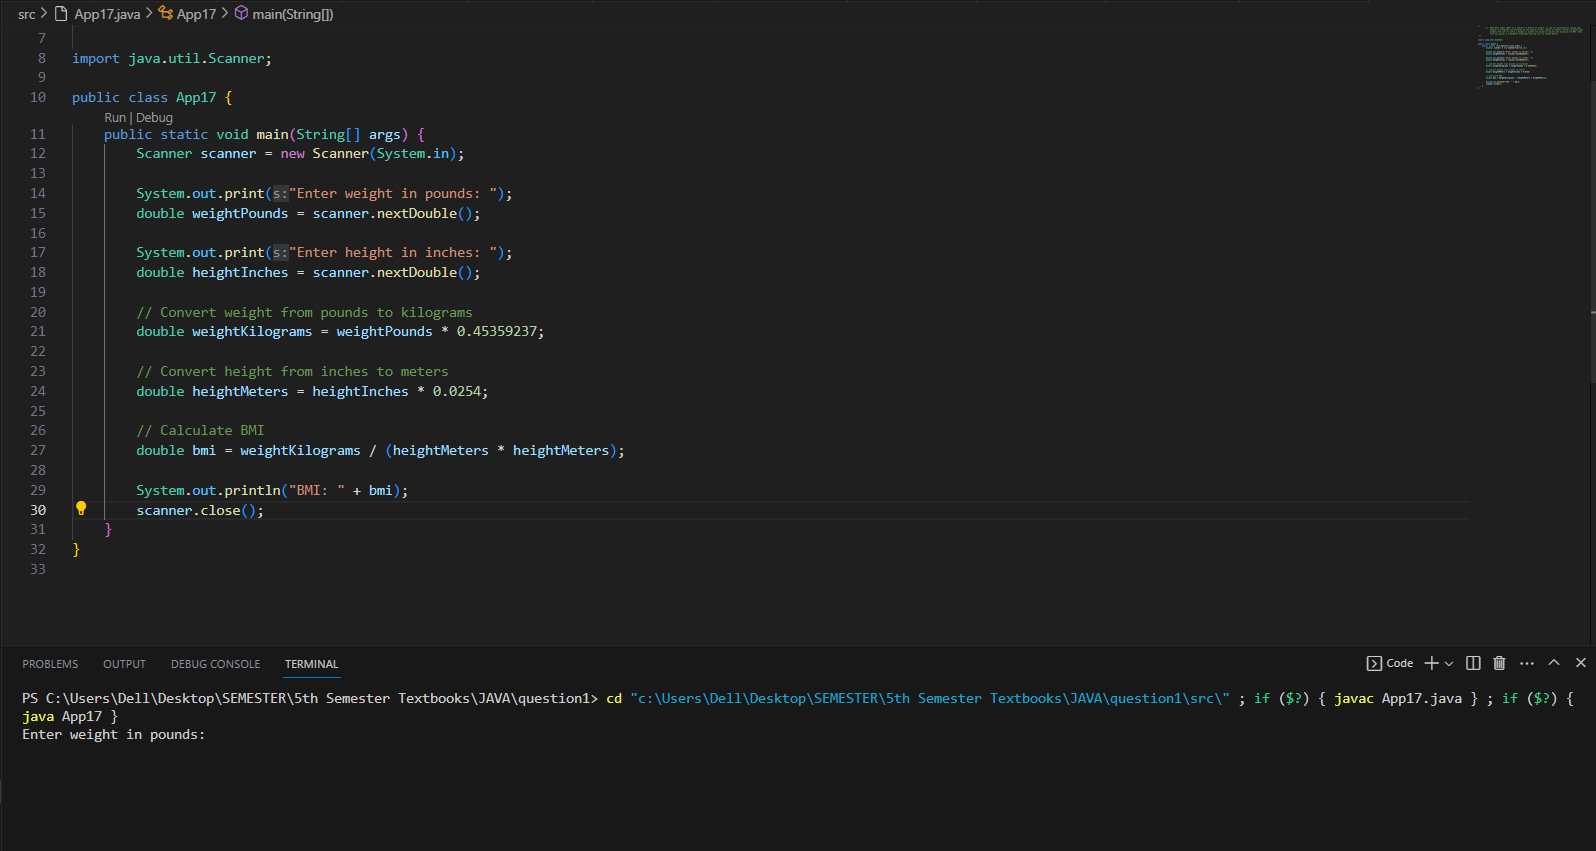 src > App17.java > App17 > main(String[])
7
8 import java.util.Scanner;
9
10 public class App17 {
Run | Debug
11 public static void main(String[] args) {
12 Scanner scanner = new Scanner(System.in);
13
14 System.out.print(s:"Enter weight in pounds: ");
15 double weightPounds = scanner.nextDouble();
16
17 System.out.print(s:"Enter height in inches: ");
18 double heightInches = scanner.nextDouble();
19
20 // Convert weight from pounds to kilograms
21 double weightKilograms = weightPounds * 0.45359237;
22
23 // Convert height from inches to meters
24 double heightMeters = heightInches * 0.0254;
25
26 // Calculate BMI
27 double bmi = weightKilograms / (heightMeters * heightMeters);
28
29 System.out.println("BMI: " + bmi);
30 scanner.close();
31 }
32 }
33
PROBLEMS OUTPUT DEBUG CONSOLE TERMINAL Code
PS C:\Users\Dell\Desktop\SEMESTER\5th Semester Textbooks\JAVA\question1> cd "c:\Users\Dell\Desktop\SEMESTER\5th Semester Textbooks\JAVA\question1\src\" ; if ($?) { javac App17.java } ; if ($?) {
java App17 }
Enter weight in pounds: